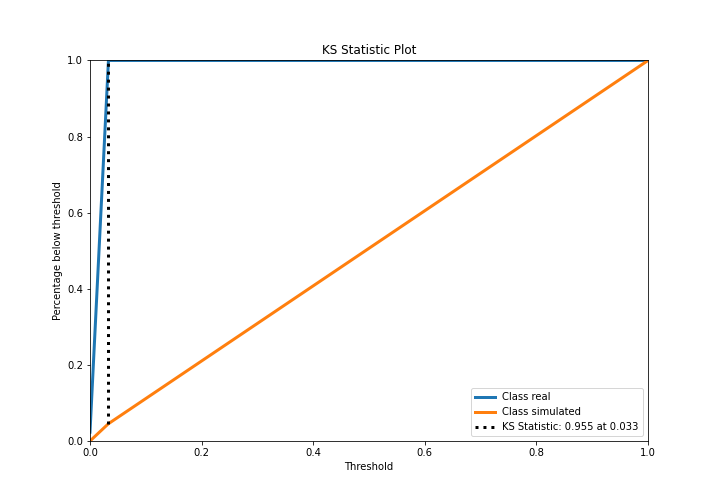 KS Statistic Plot
1.0
0.8
0.6
0.4
0.2
0.0
Percentage below threshold
Class real
Class simulated
KS Statistic: 0.955 at 0.033
0.0 0.2 0.4 0.6 0.8 1.0
Threshold